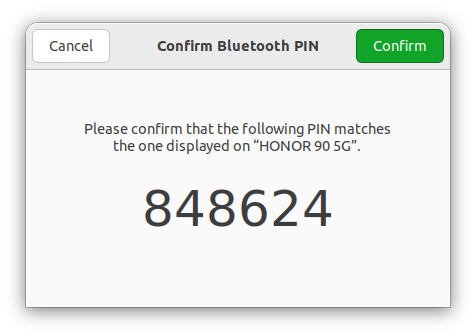 Cancel
Confirm Bluetooth PIN
Confirm
Please confirm that the following PIN matches
the one displayed on “HONOR 90 5G”.
848624